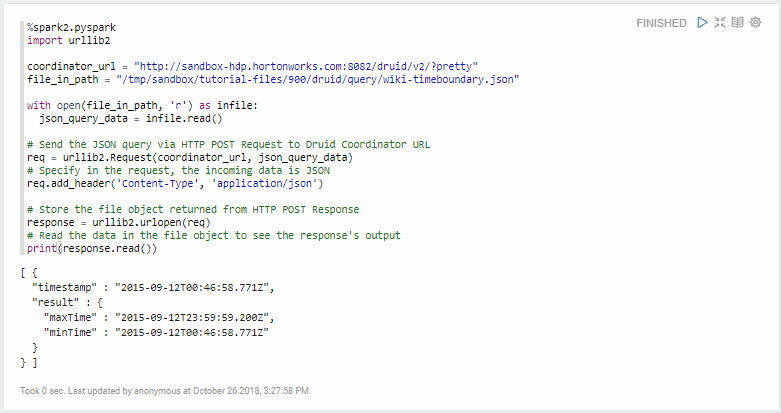 FINISHED
%spark2.pyspark
import urllib2

coordinator_url = "http://sandbox-hdp.hortonworks.com:8082/druid/v2/?pretty"
file_in_path = "/tmp/sandbox/tutorial-files/900/druid/query/wiki-timeboundary.json"

with open(file_in_path, 'r') as infile:
  json_query_data = infile.read()

# Send the JSON query via HTTP POST Request to Druid Coordinator URL
req = urllib2.Request(coordinator_url, json_query_data)
# Specify in the request, the incoming data is JSON
req.add_header('Content-Type', 'application/json')

# Store the file object returned from HTTP POST Response
response = urllib2.urlopen(req)
# Read the data in the file object to see the response's output
print(response.read())
[ {
  "timestamp" : "2015-09-12T00:46:58.771Z",
  "result" : {
    "maxTime" : "2015-09-12T23:59:59.200Z",
    "minTime" : "2015-09-12T00:46:58.771Z"
  }
} ]
Took 0 sec. Last updated by anonymous at October 26 2018, 3:27:58 PM.